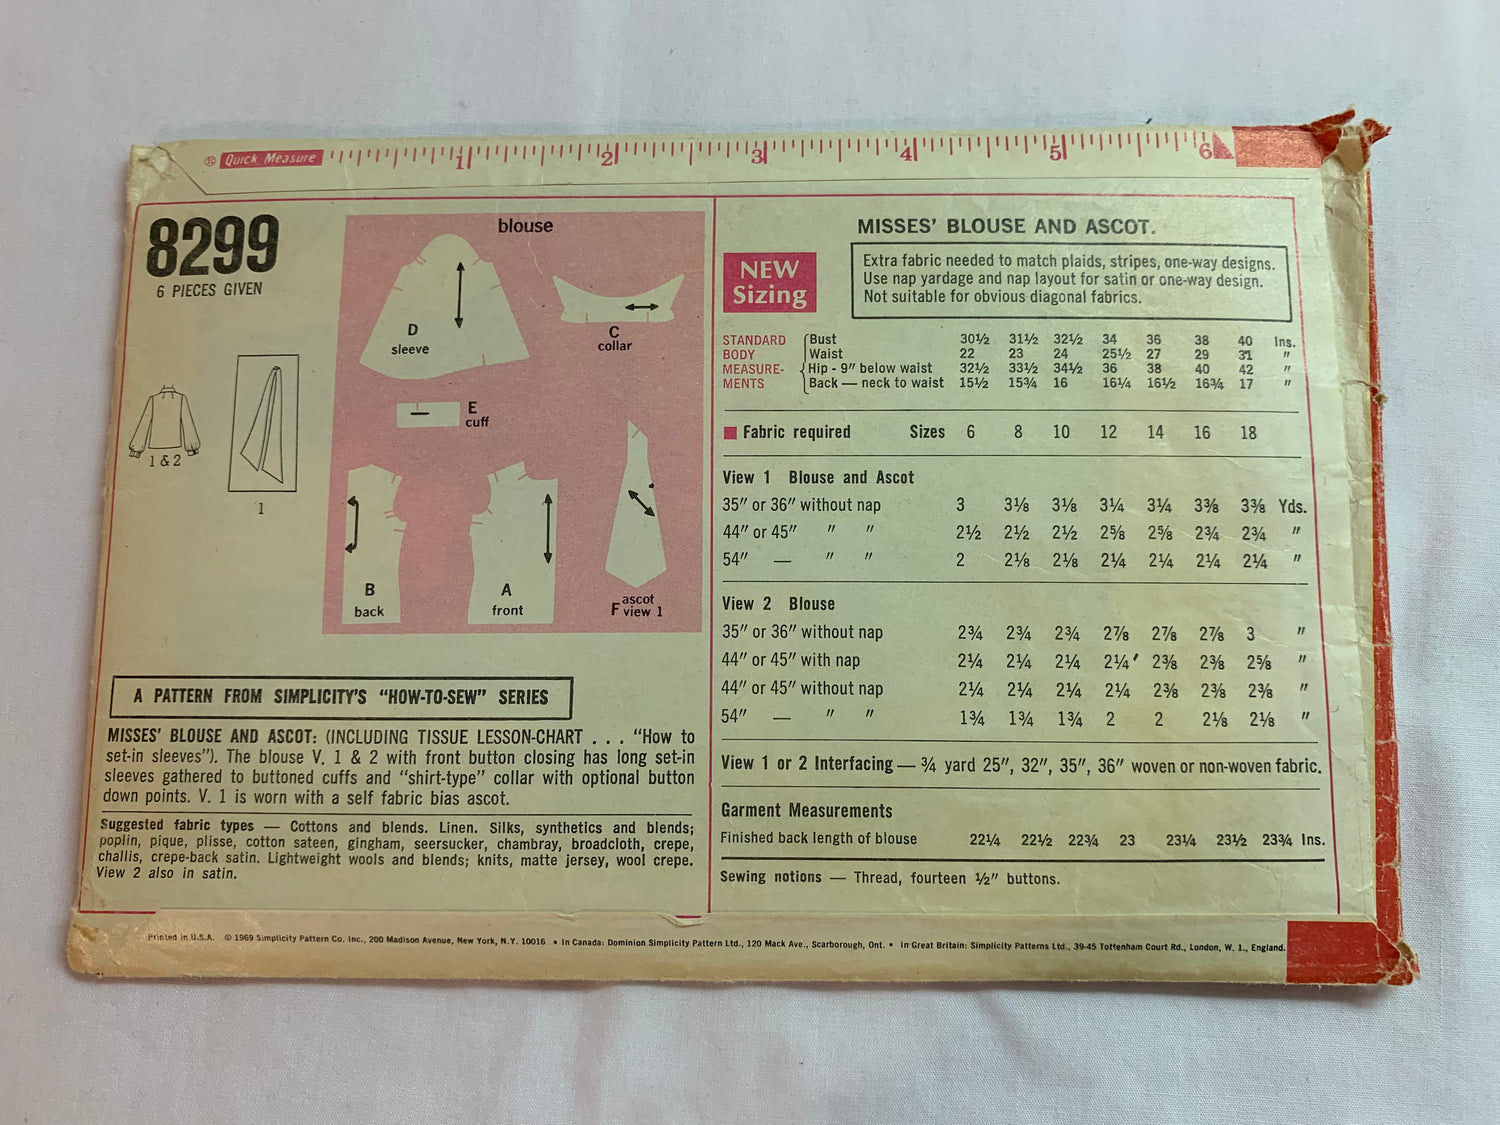 ® Quick Measure 1 2 3 4 5 6
8299
6 PIECES GIVEN
1 & 2
1
blouse
D
sleeve
C
collar
E
cuff
B
back
A
front
F ascot
view 1
A PATTERN FROM SIMPLICITY'S "HOW-TO-SEW" SERIES
MISSES' BLOUSE AND ASCOT: (INCLUDING TISSUE LESSON-CHART . . . "How to
set-in sleeves"). The blouse V. 1 & 2 with front button closing has long set-in
sleeves gathered to buttoned cuffs and "shirt-type" collar with optional button
down points. V. 1 is worn with a self fabric bias ascot.
Suggested fabric types — Cottons and blends. Linen. Silks, synthetics and blends;
poplin, pique, plisse, cotton sateen, gingham, seersucker, chambray, broadcloth, crepe,
challis, crepe-back satin. Lightweight wools and blends; knits, matte jersey, wool crepe.
View 2 also in satin.
MISSES' BLOUSE AND ASCOT.
NEW
Sizing
Extra fabric needed to match plaids, stripes, one-way designs.
Use nap yardage and nap layout for satin or one-way design.
Not suitable for obvious diagonal fabrics.
STANDARD Bust 30½ 31½ 32½ 34 36 38 40 Ins.
BODY Waist 22 23 24 25½ 27 29 31 "
MEASURE- Hip - 9" below waist 32½ 33½ 34½ 36 38 40 42 "
MENTS Back — neck to waist 15½ 15¾ 16 16¼ 16½ 16¾ 17 "
Fabric required Sizes 6 8 10 12 14 16 18
View 1 Blouse and Ascot
35" or 36" without nap 3 3⅛ 3⅛ 3¼ 3¼ 3⅜ 3⅜ Yds.
44" or 45" " " 2½ 2½ 2½ 2⅝ 2⅝ 2¾ 2¾ "
54" — " " 2 2⅛ 2⅛ 2¼ 2¼ 2¼ 2¼ "
View 2 Blouse
35" or 36" without nap 2¾ 2¾ 2¾ 2⅞ 2⅞ 2⅞ 3 "
44" or 45" with nap 2¼ 2¼ 2¼ 2¼ 2⅜ 2⅜ 2⅝ "
44" or 45" without nap 2¼ 2¼ 2¼ 2¼ 2⅜ 2⅜ 2⅜ "
54" — " " 1¾ 1¾ 1¾ 2 2 2⅛ 2⅛ "
View 1 or 2 Interfacing — ¾ yard 25", 32", 35", 36" woven or non-woven fabric.
Garment Measurements
Finished back length of blouse 22¼ 22½ 22¾ 23 23¼ 23½ 23¾ Ins.
Sewing notions — Thread, fourteen ½" buttons.
Printed in U.S.A. © 1969 Simplicity Pattern Co. Inc., 200 Madison Avenue, New York, N.Y. 10016 • In Canada: Dominion Simplicity Pattern Ltd., 120 Mack Ave., Scarborough, Ont. • In Great Britain: Simplicity Patterns Ltd., 39-45 Tottenham Court Rd., London, W. 1., England.